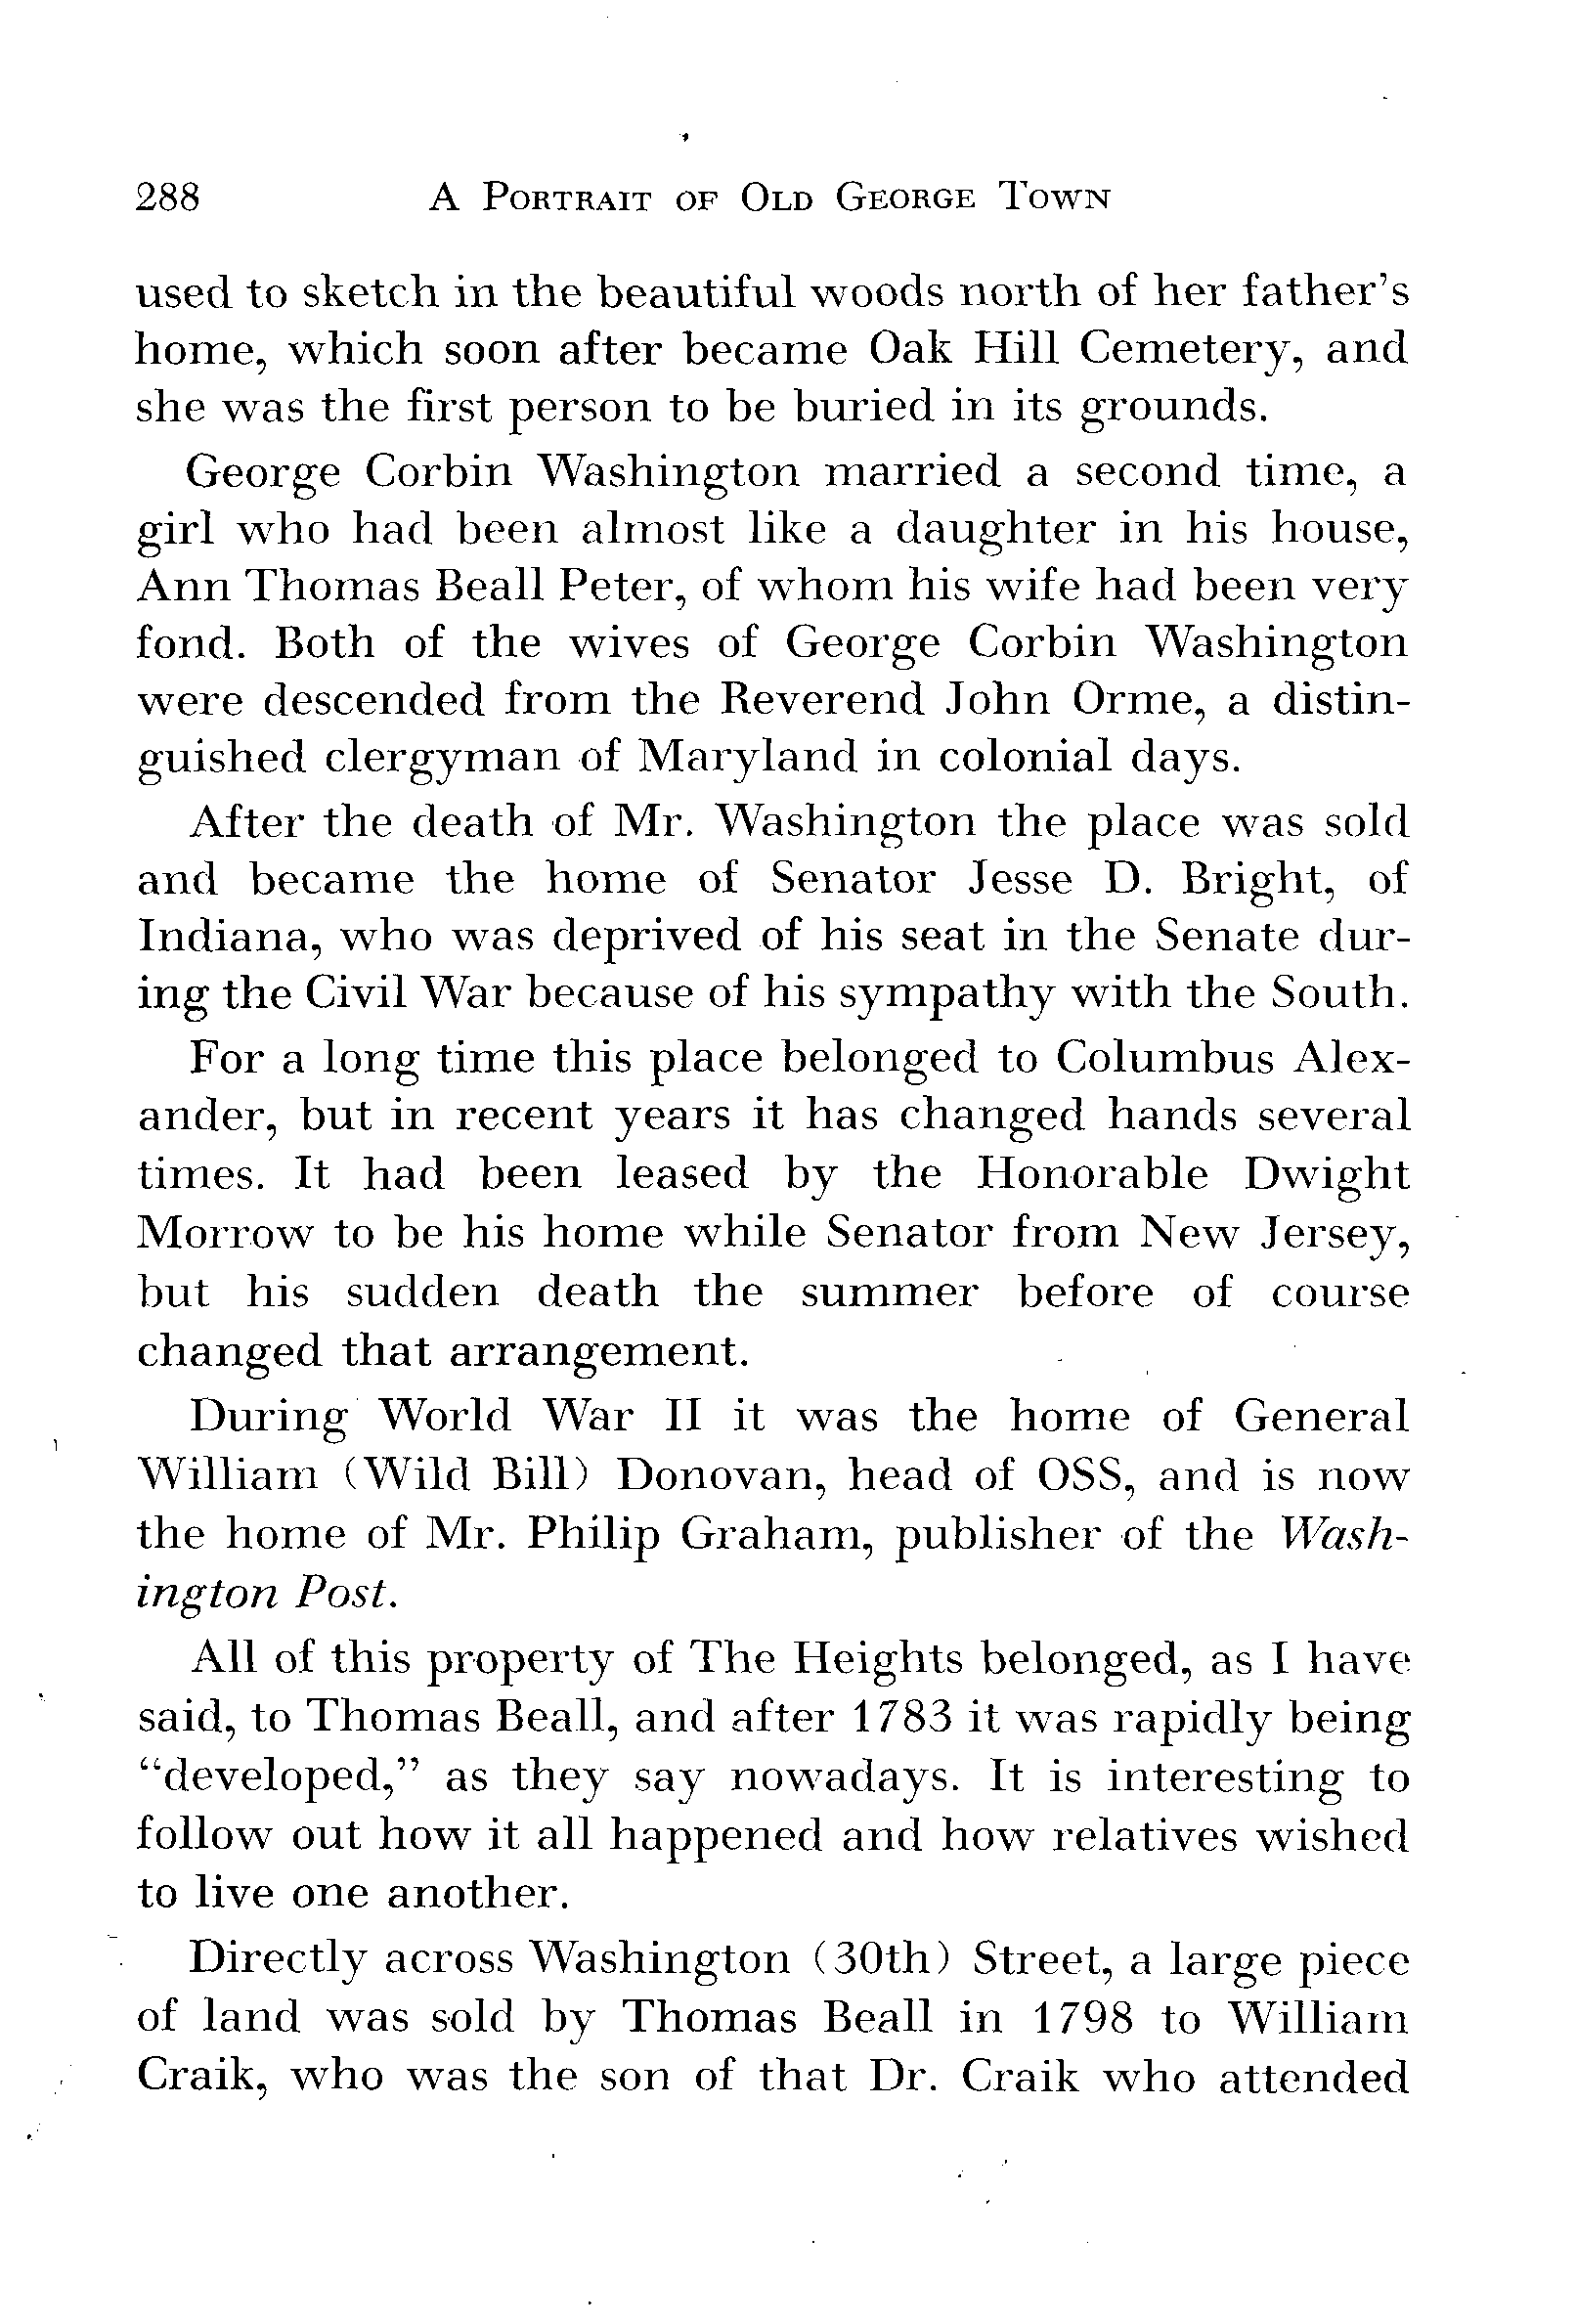 288 A Portrait of Old George Town
used to sketch in the beautiful woods north of her father's
home, which soon after became Oak Hill Cemetery, and
she was the first person to be buried in its grounds.
George Corbin Washington married a second time, a
girl who had been almost like a daughter in his house,
Ann Thomas Beall Peter, of whom his wife had been very
fond. Both of the wives of George Corbin Washington
were descended from the Reverend John Orme, a distin-
guished clergyman of Maryland in colonial days.
After the death of Mr. Washington the place was sold
and became the home of Senator Jesse D. Bright, of
Indiana, who was deprived of his seat in the Senate dur-
ing the Civil War because of his sympathy with the South.
For a long time this place belonged to Columbus Alex-
ander, but in recent years it has changed hands several
times. It had been leased by the Honorable Dwight
Morrow to be his home while Senator from New Jersey,
but his sudden death the summer before of course
changed that arrangement.
During World War II it was the home of General
William (Wild Bill) Donovan, head of OSS, and is now
the home of Mr. Philip Graham, publisher of the Wash-
ington Post.
All of this property of The Heights belonged, as I have
said, to Thomas Beall, and after 1783 it was rapidly being
“developed,” as they say nowadays. It is interesting to
follow out how it all happened and how relatives wished
to live one another.
Directly across Washington (30th) Street, a large piece
of land was sold by Thomas Beall in 1798 to William
Craik, who was the son of that Dr. Craik who attended